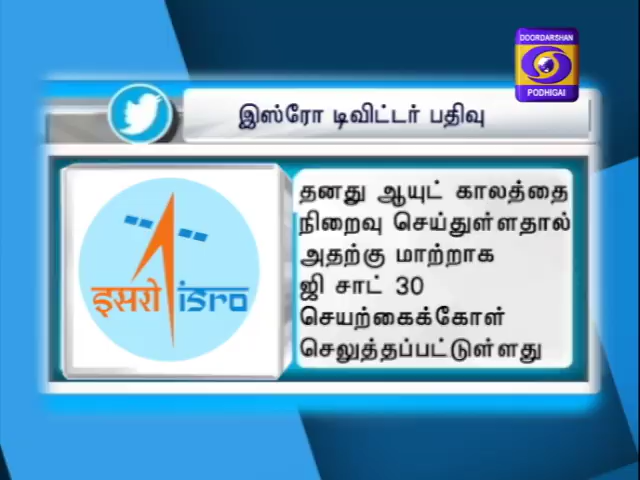 DOORDARSHAN
PODHIGAI
இஸ்ரோ டிவிட்டர் பதிவு
தனது ஆயுட் காலத்தை
நிறைவு செய்துள்ளதால்
அதற்கு மாற்றாக
ஜி சாட் 30
செயற்கைக்கோள்
செலுத்தப்பட்டுள்ளது
इसरो isro